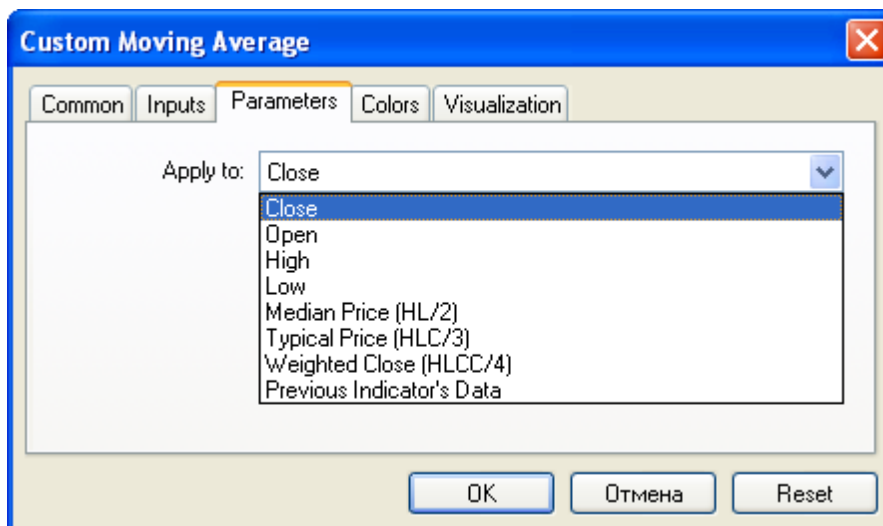 Custom Moving Average
Common Inputs Parameters Colors Visualization
Apply to: Close
Close
Open
High
Low
Median Price (HL/2)
Typical Price (HLC/3)
Weighted Close (HLCC/4)
Previous Indicator's Data
OK Отмена Reset